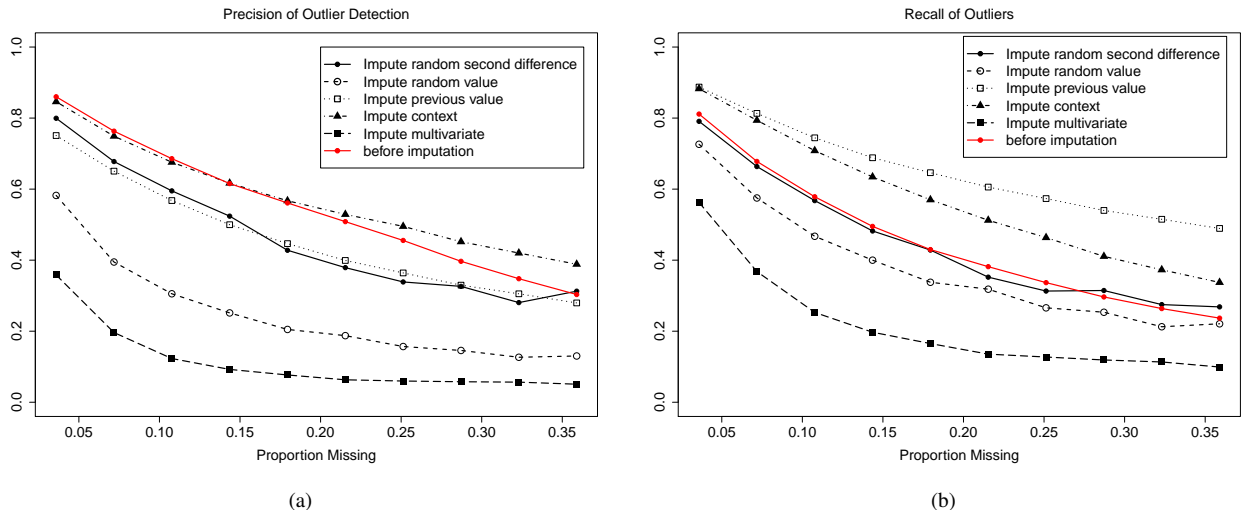 Precision of Outlier Detection
Impute random second difference
Impute random value
Impute previous value
Impute context
Impute multivariate
before imputation
1.0
0.8
0.6
0.4
0.2
0.0
0.05 0.10 0.15 0.20 0.25 0.30 0.35
Proportion Missing
(a)
Recall of Outliers
Impute random second difference
Impute random value
Impute previous value
Impute context
Impute multivariate
before imputation
1.0
0.8
0.6
0.4
0.2
0.0
0.05 0.10 0.15 0.20 0.25 0.30 0.35
Proportion Missing
(b)